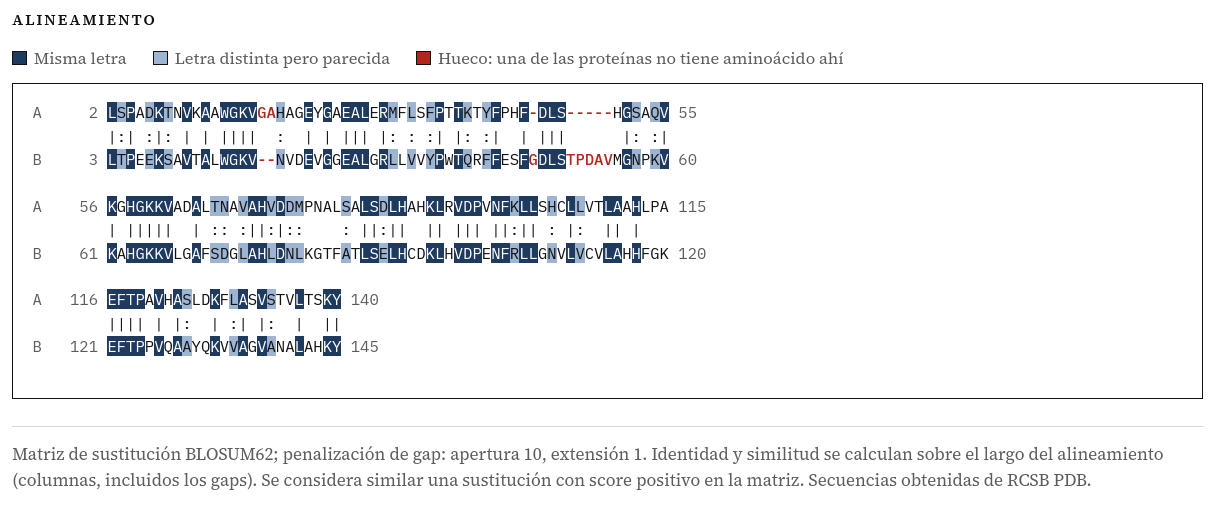 ALINEAMIENTO
Misma letra Letra distinta pero parecida Hueco: una de las proteínas no tiene aminoácido ahí
A 2 LSPADKTNVKAAWGKVGAHAGEYGAEALERMFLSFPTTKTYFPHF-DLS-----HGSAQV 55
|:| :|: | | ||||  :  | | ||| |: : :| |: :|  | |||      |: :|
B 3 LTPEEKSAVTALWGKV--NVDEVGGEALGRLLVVYPWTQRFFESFGDLSTPDAVMGNPKV 60
A 56 KGHGKKVADALTNAVAHVDDMPNALSALSDLHAHKLRVDPVNFKLLSHCLLVTLAAHLPA 115
| |||||  | :: :||:|::    : ||:||  || ||| ||:|| : |:  || |
B 61 KAHGKKVLGAFSDGLAHLDNLKGTFATLSELHCDKLHVDPENFRLLGNVLVCVLAHHFGK 120
A 116 EFTPAVHASLDKFLASVSTVLTSKY 140
|||| | |:  | :| |:  |  ||
B 121 EFTPPVQAAYQKVVAGVANALAHKY 145
Matriz de sustitución BLOSUM62; penalización de gap: apertura 10, extensión 1. Identidad y similitud se calculan sobre el largo del alineamiento
(columnas, incluidos los gaps). Se considera similar una sustitución con score positivo en la matriz. Secuencias obtenidas de RCSB PDB.